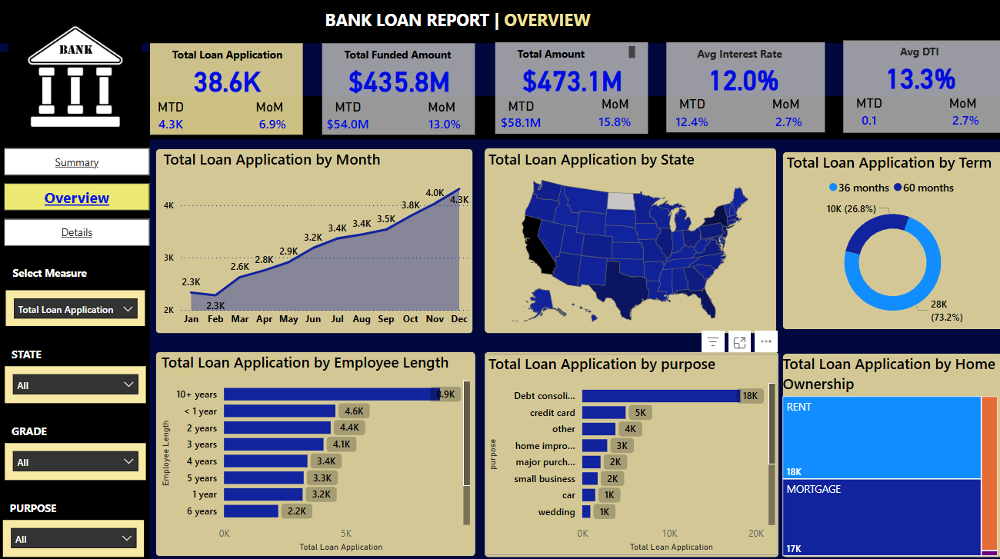 BANK LOAN REPORT | OVERVIEW
BANK
Total Loan Application
38.6K
MTD MoM
4.3K 6.9%
Total Funded Amount
$435.8M
MTD MoM
$54.0M 13.0%
Total Amount
$473.1M
MTD MoM
$58.1M 15.8%
Avg Interest Rate
12.0%
MTD MoM
12.4% 2.7%
Avg DTI
13.3%
MTD MoM
0.1 2.7%
Summary
Overview
Details
Select Measure
Total Loan Application
STATE
All
GRADE
All
PURPOSE
All
Total Loan Application by Month
4K
3K
2K
2.3K
2.3K
2.6K
2.8K
2.9K
3.2K
3.4K
3.4K
3.5K
3.8K
4.0K
4.3K
Jan Feb Mar Apr May Jun Jul Aug Sep Oct Nov Dec
Total Loan Application by State
Total Loan Application by Term
36 months 60 months
10K (26.8%)
28K
(73.2%)
Total Loan Application by Employee Length
Employee Length
10+ years 8.9K
< 1 year 4.6K
2 years 4.4K
3 years 4.1K
4 years 3.4K
5 years 3.3K
1 year 3.2K
6 years 2.2K
0K 5K
Total Loan Application
Total Loan Application by purpose
purpose
Debt consoli... 18K
credit card 5K
other 4K
home impro... 3K
major purch... 2K
small business 2K
car 1K
wedding 1K
0K 10K 20K
Total Loan Application
Total Loan Application by Home
Ownership
RENT
18K
MORTGAGE
17K